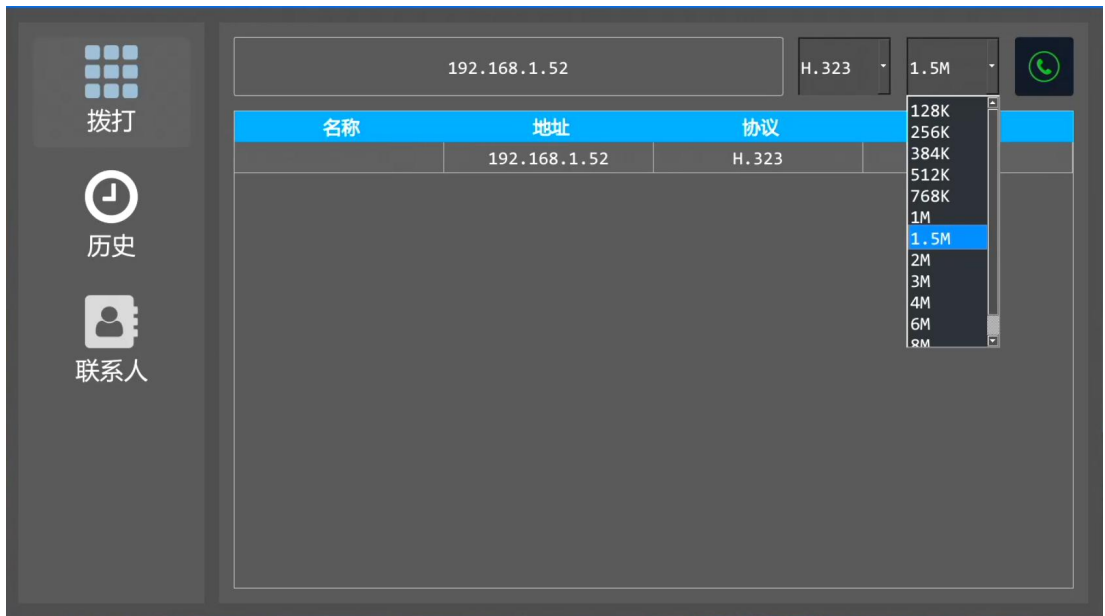 拨打
历史
联系人
192.168.1.52 H.323 1.5M
名称 地址 协议
192.168.1.52 H.323
128K
256K
384K
512K
768K
1M
1.5M
2M
3M
4M
6M
8M